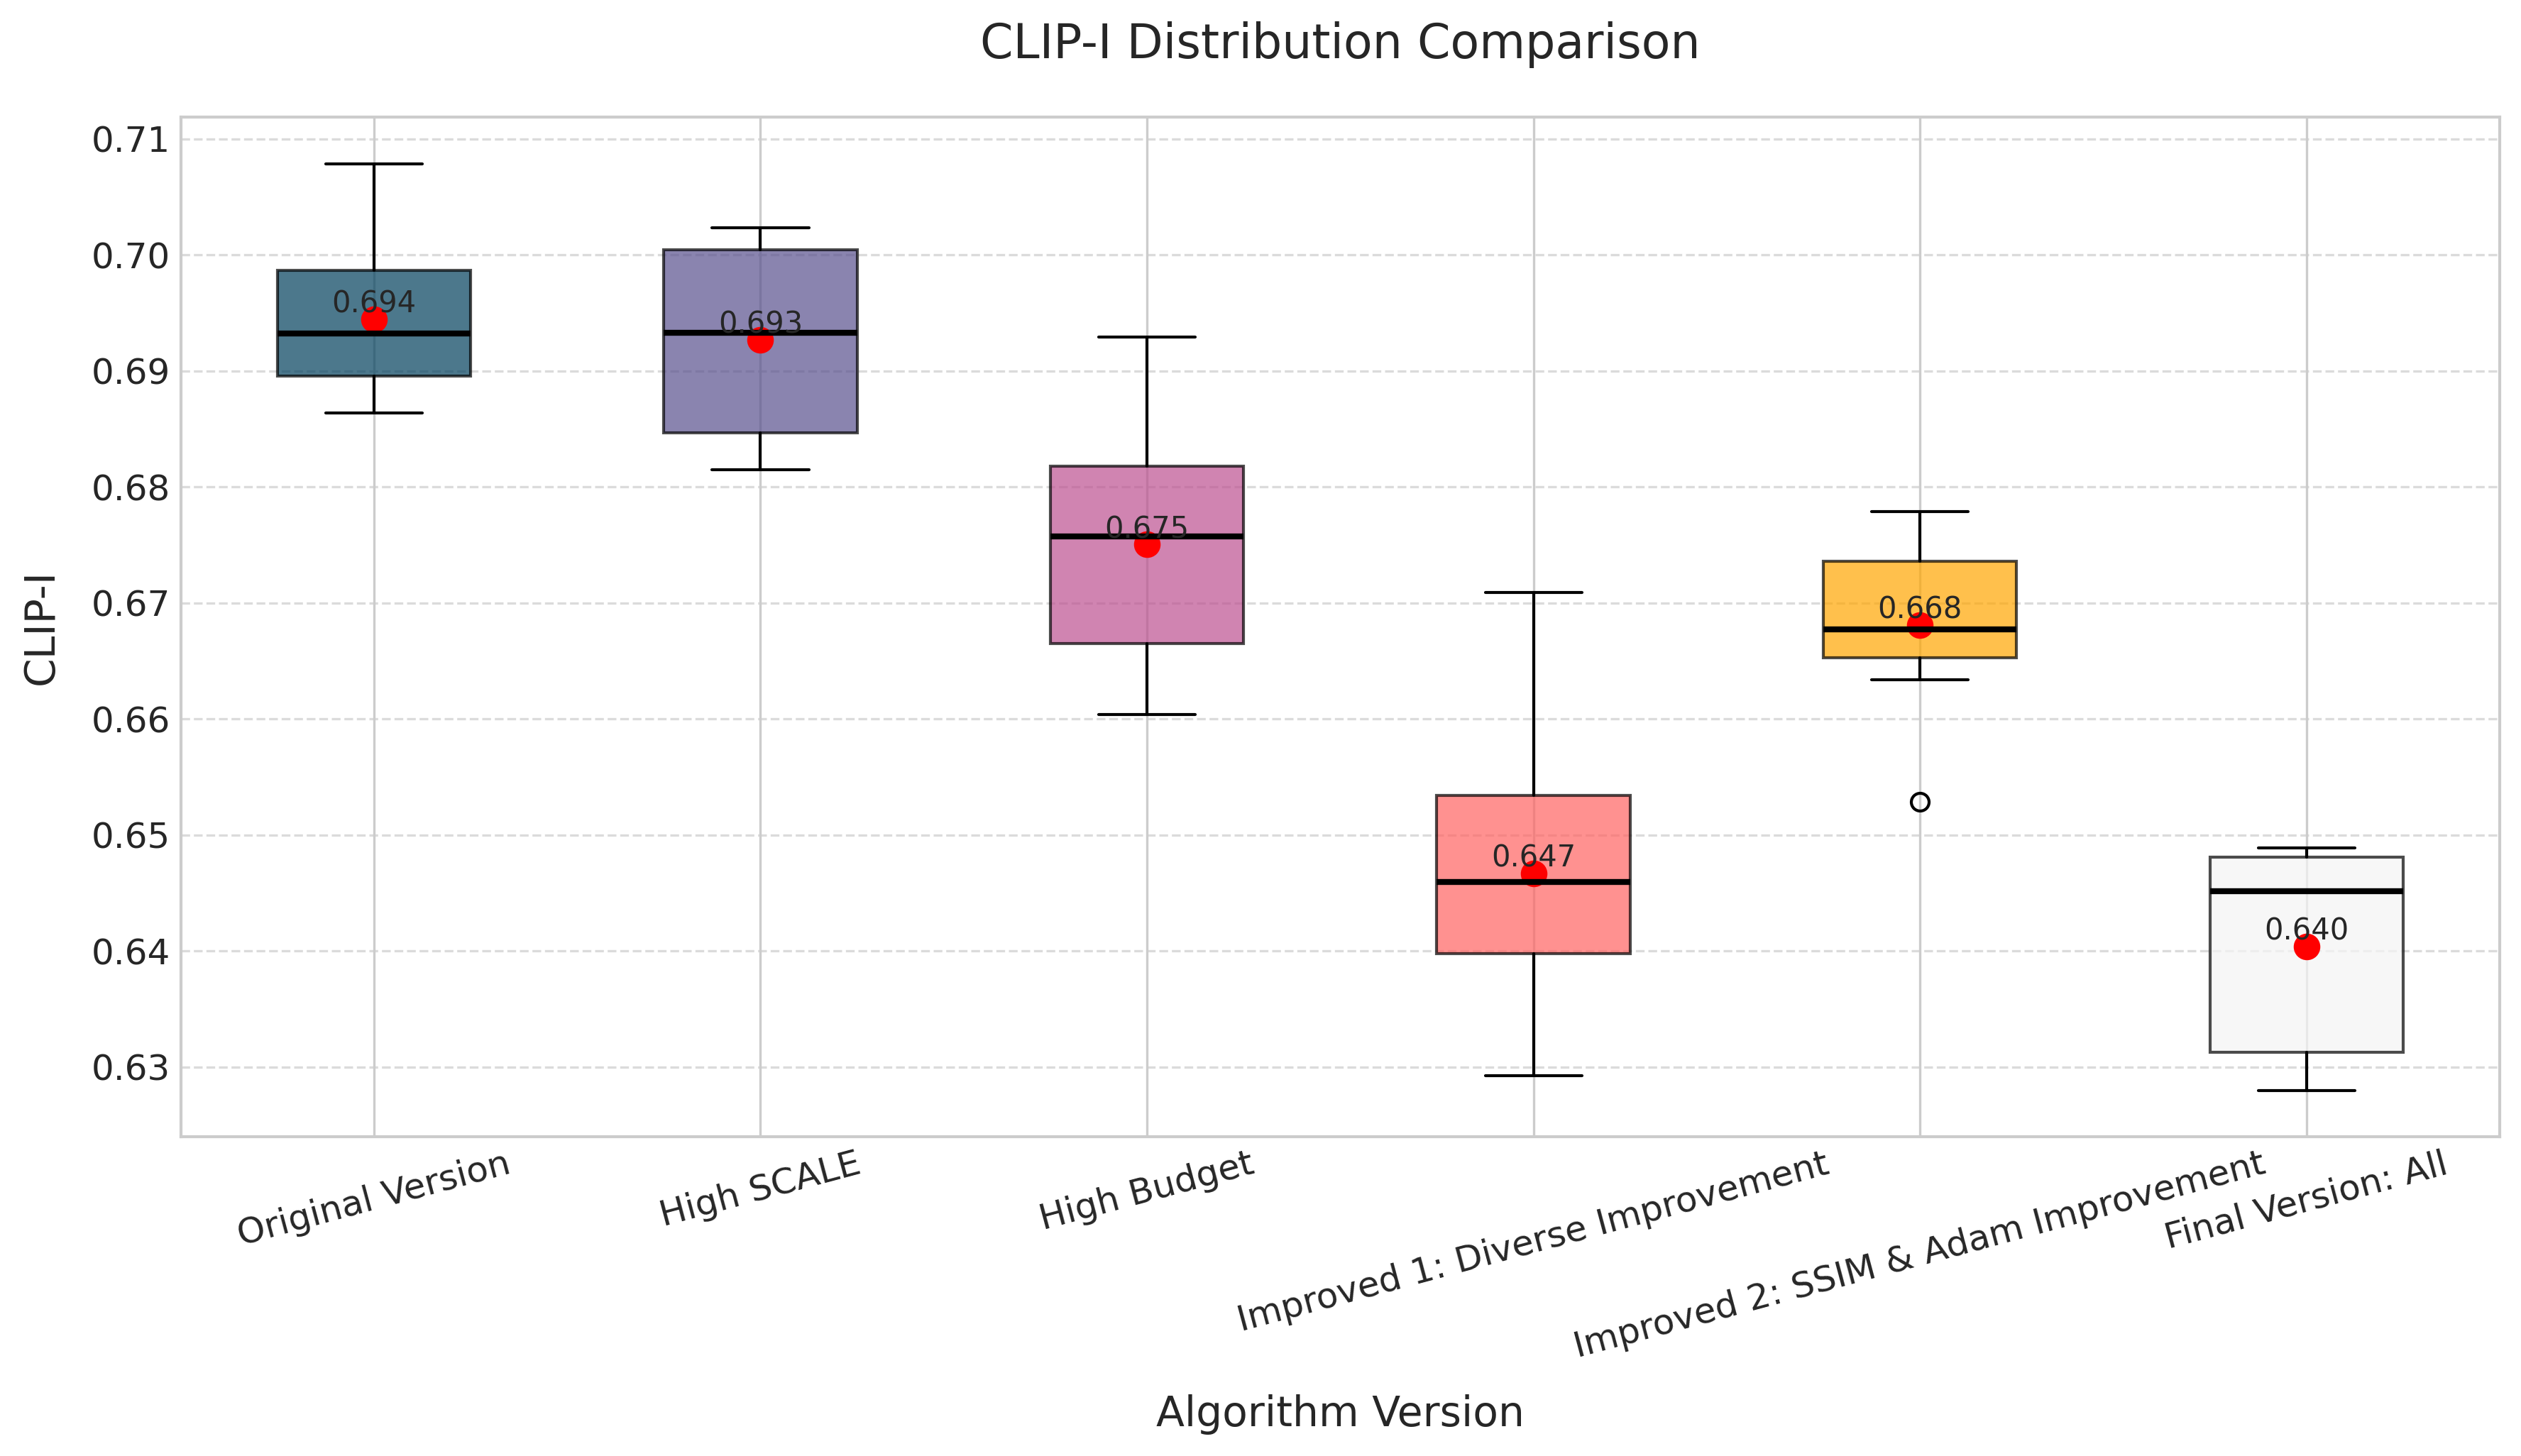 CLIP-I Distribution Comparison
CLIP-I
0.71
0.70
0.69
0.68
0.67
0.66
0.65
0.64
0.63
0.694
0.693
0.675
0.647
0.668
0.640
Original Version
High SCALE
High Budget
Improved 1: Diverse Improvement
Improved 2: SSIM & Adam Improvement
Final Version: All
Algorithm Version